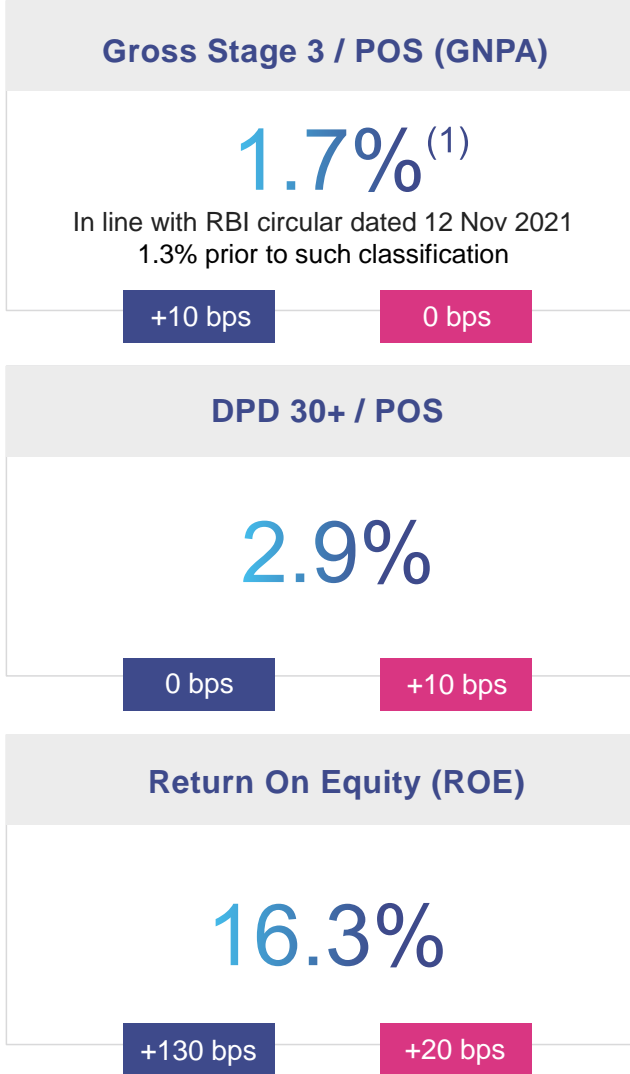 Gross Stage 3 / POS (GNPA)
1.7%(1)
In line with RBI circular dated 12 Nov 2021
1.3% prior to such classification
+10 bps
0 bps
DPD 30+ / POS
2.9%
0 bps
+10 bps
Return On Equity (ROE)
16.3%
+130 bps
+20 bps